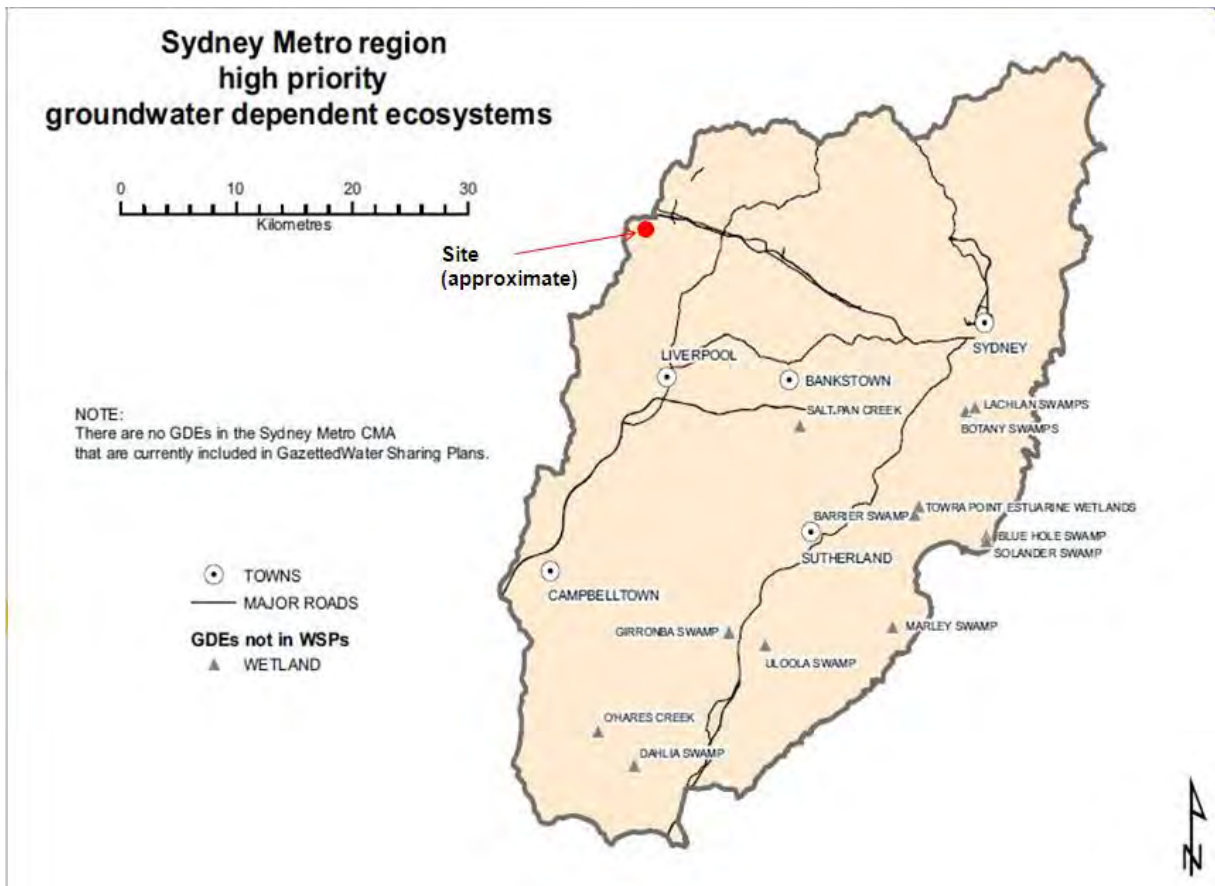 Sydney Metro region
high priority
groundwater dependent ecosystems
0 10 20 30
Kilometres
Site
(approximate)
SYDNEY
LIVERPOOL
BANKSTOWN
SALTPAN CREEK
LACHLAN SWAMPS
BOTANY SWAMPS
NOTE:
There are no GDEs in the Sydney Metro CMA
that are currently included in GazettedWater Sharing Plans.
TOWRA POINT ESTUARINE WETLANDS
BARRIER SWAMP
BLUE HOLE SWAMP
SOLANDER SWAMP
SUTHERLAND
TOWNS
CAMPBELLTOWN
MAJOR ROADS
GDEs not in WSPs
WETLAND
GIRRONBA SWAMP
MARLEY SWAMP
ULOOLA SWAMP
O'HARES CREEK
DAHLIA SWAMP
N